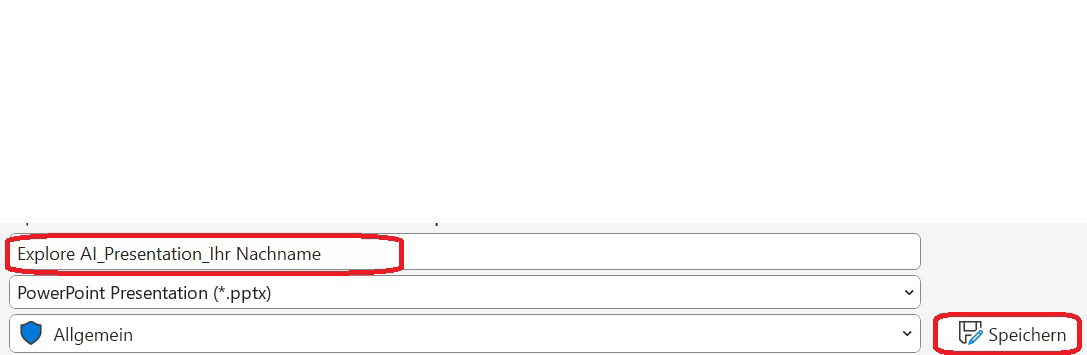 Explore AI_Presentation_Ihr Nachname
PowerPoint Presentation (*.pptx)
Allgemein
Speichern